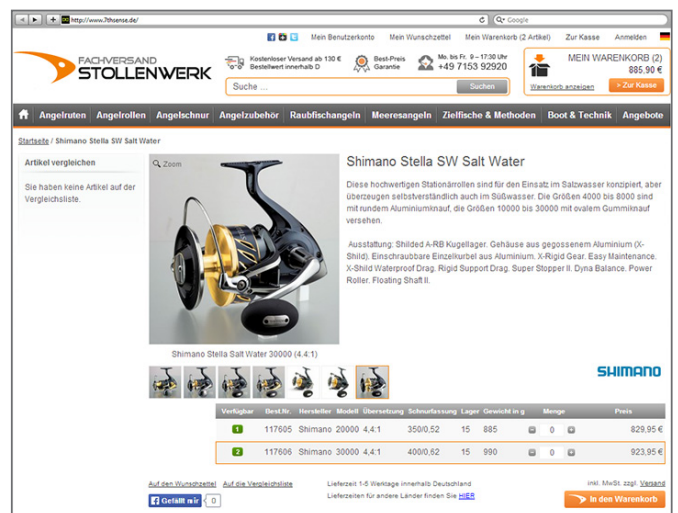 http://www.7thsense.de/
Google
Mein Benutzerkonto Mein Wunschzettel Mein Warenkorb (2 Artikel) Zur Kasse Anmelden
FACHVERSAND
STOLLENWERK
Kostenloser Versand ab 130 €
Bestellwert innerhalb D
Best-Preis
Garantie
Mo. bis Fr. 9 – 17:30 Uhr
+49 7153 92920
Suche ...
Suchen
MEIN WARENKORB (2)
885,90 €
Warenkorb anzeigen
> Zur Kasse
Angelruten Angelrollen Angelschnur Angelzubehör Raubfischangeln Meeresangeln Zielfische & Methoden Boot & Technik Angebote
Startseite / Shimano Stella SW Salt Water
Artikel vergleichen
Sie haben keine Artikel auf der
Vergleichsliste.
Zoom
Shimano Stella Salt Water 30000 (4.4:1)
Shimano Stella SW Salt Water
Diese hochwertigen Stationärrollen sind für den Einsatz im Salzwasser konzipiert, aber
überzeugen selbstverständlich auch im Süßwasser. Die Größen 4000 bis 8000 sind
mit rundem Aluminiumknauf, die Größen 10000 bis 30000 mit ovalem Gummiknauf
versehen.
Ausstattung: Shilded A-RB Kugellager. Gehäuse aus gegossenem Aluminium (X-
Shild). Einschraubbare Einzelkurbel aus Aluminium. X-Rigid Gear. Easy Maintenance.
X-Shild Waterproof Drag. Rigid Support Drag. Super Stopper II. Dyna Balance. Power
Roller. Floating Shaft II.
SHIMANO
Verfügbar Best.Nr. Hersteller Modell Übersetzung Schnurfassung Lager Gewicht in g Menge Preis
1 117605 Shimano 20000 4,4:1 350/0,52 15 885 0 829,95 €
2 117606 Shimano 30000 4,4:1 400/0,62 15 990 0 923,95 €
Auf den Wunschzettel Auf die Vergleichsliste
Gefällt mir 0
Lieferzeit 1-5 Werktage innerhalb Deutschland
Lieferzeiten für andere Länder finden Sie HIER
inkl. MwSt. zzgl. Versand
In den Warenkorb